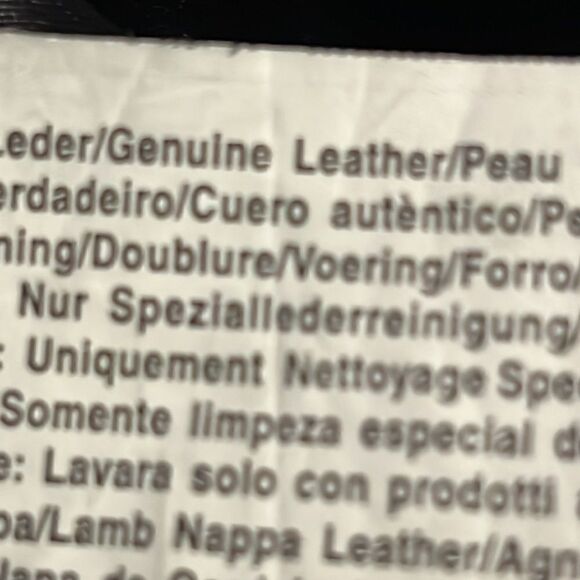 Leder/Genuine Leather/Peau
erdadeiro/Cuero autèntico/Pe
ning/Doublure/Voering/Forro/
Nur Speziallederreinigung/
: Uniquement Nettoyage Spe
Somente limpeza especial d
e: Lavara solo con prodotti
pa/Lamb Nappa Leather/Agn